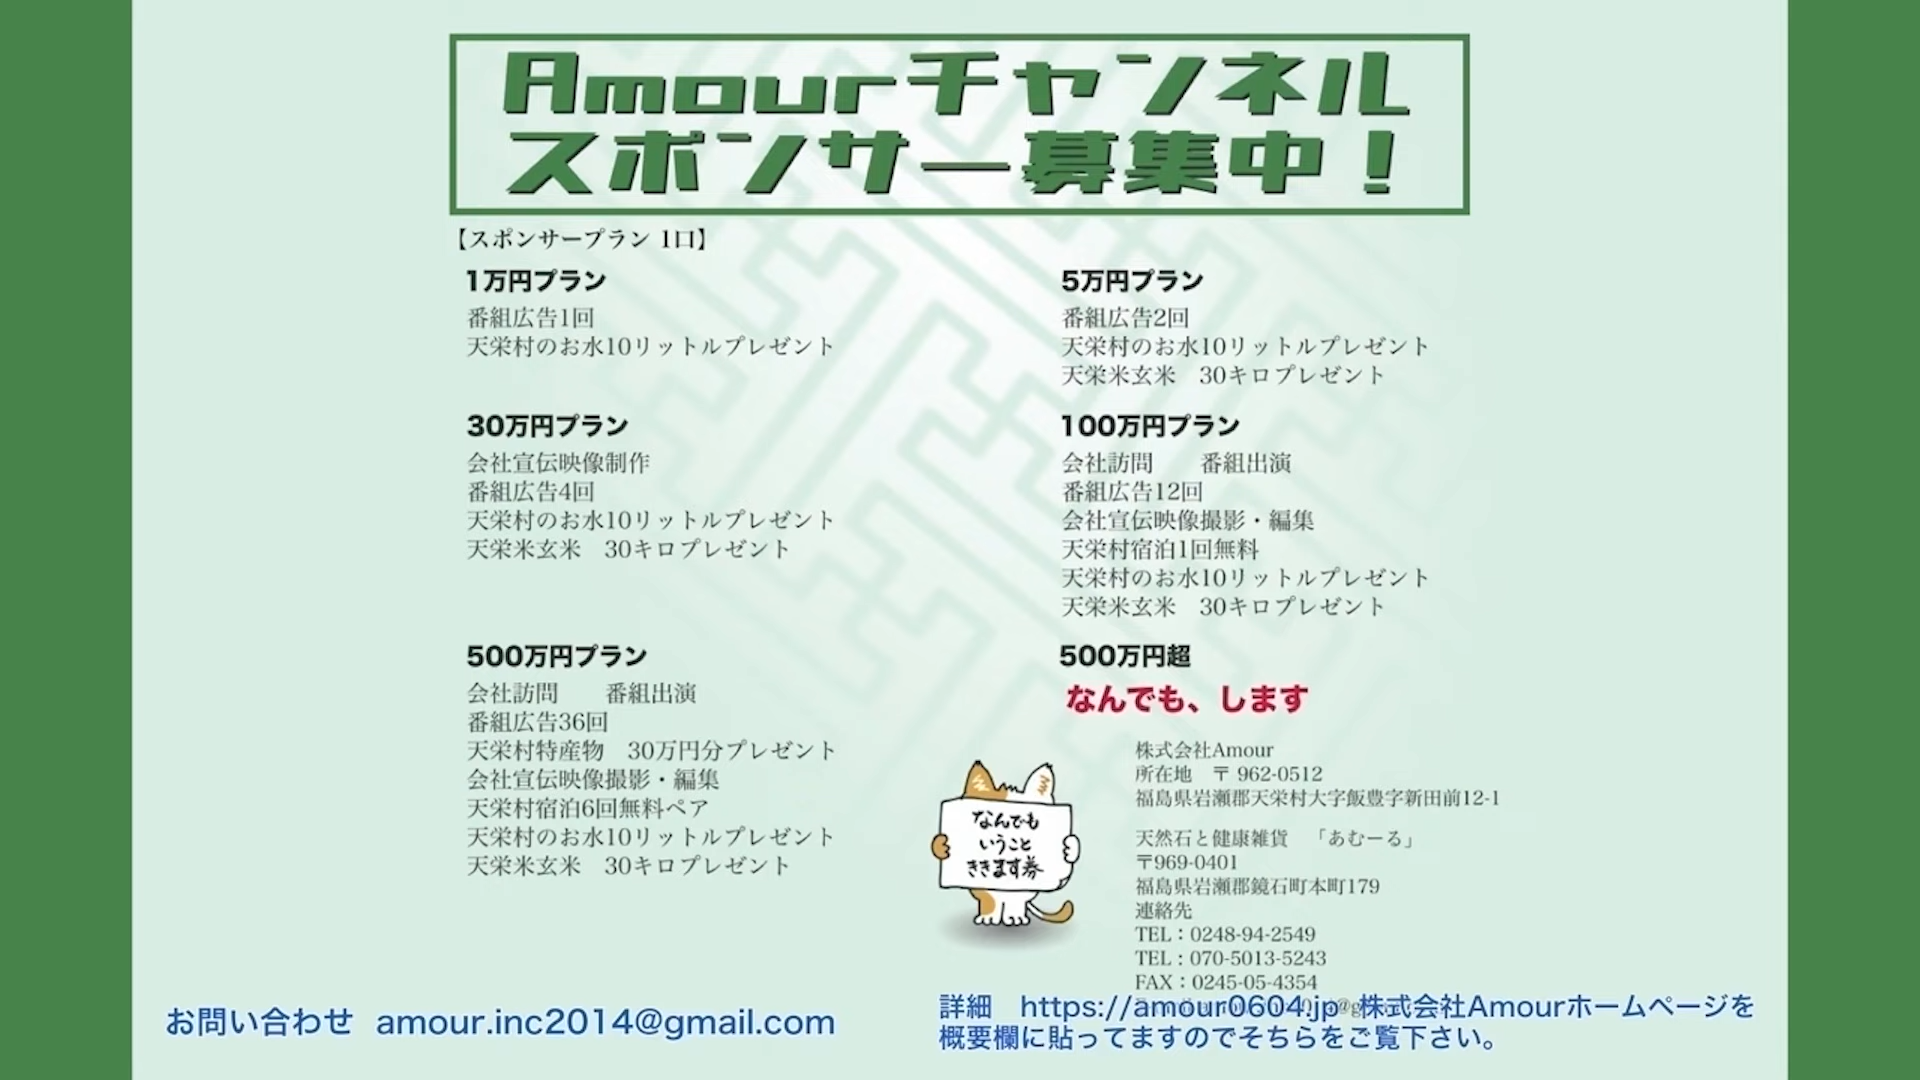 Amourチャンネル
スポンサー募集中！
【スポンサープラン 1口】
1万円プラン
番組広告1回
天栄村のお水10リットルプレゼント
5万円プラン
番組広告2回
天栄村のお水10リットルプレゼント
天栄米玄米　30キロプレゼント
30万円プラン
会社宣伝映像制作
番組広告4回
天栄村のお水10リットルプレゼント
天栄米玄米　30キロプレゼント
100万円プラン
会社訪問　　番組出演
番組広告12回
会社宣伝映像撮影・編集
天栄村宿泊1回無料
天栄村のお水10リットルプレゼント
天栄米玄米　30キロプレゼント
500万円プラン
会社訪問　　番組出演
番組広告36回
天栄村特産物　30万円分プレゼント
会社宣伝映像撮影・編集
天栄村宿泊6回無料ペア
天栄村のお水10リットルプレゼント
天栄米玄米　30キロプレゼント
500万円超
なんでも、します
なんでも
いうこと
ききます券
株式会社Amour
所在地　〒 962-0512
福島県岩瀬郡天栄村大字飯豊字新田前12-1
天然石と健康雑貨　「あむーる」
〒969-0401
福島県岩瀬郡鏡石町本町179
連絡先
TEL：0248-94-2549
TEL：070-5013-5243
FAX：0245-05-4354
お問い合わせ　amour.inc2014@gmail.com
詳細　https://amour0604.jp　株式会社Amourホームページを
概要欄に貼ってますのでそちらをご覧下さい。